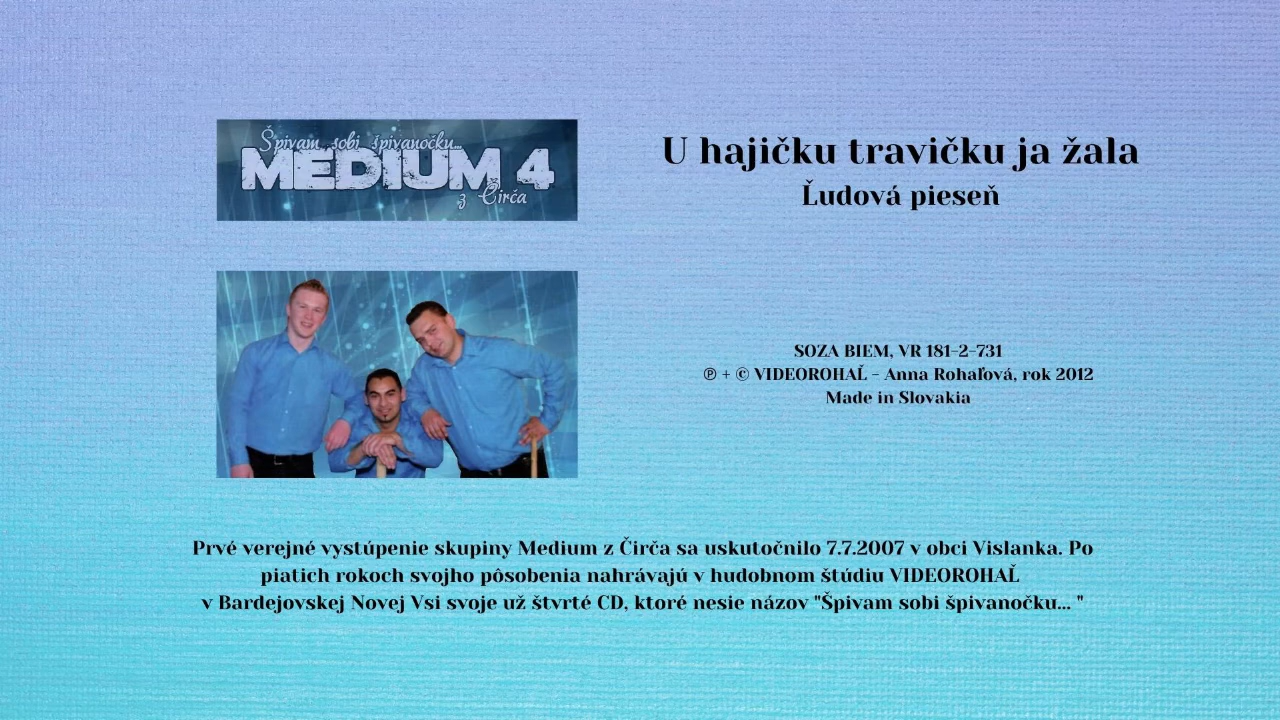 Špivam sobi špivanočku...
MEDIUM 4
z Čirča
U hajičku travičku ja žala
Ľudová pieseň
SOZA BIEM, VR 181-2-731
℗ + © VIDEOROHAĽ - Anna Rohaľová, rok 2012
Made in Slovakia
Prvé verejné vystúpenie skupiny Medium z Čirča sa uskutočnilo 7.7.2007 v obci Vislanka. Po
piatich rokoch svojho pôsobenia nahrávajú v hudobnom štúdiu VIDEOROHAĽ
v Bardejovskej Novej Vsi svoje už štvrté CD, ktoré nesie názov "Špivam sobi špivanočku... "